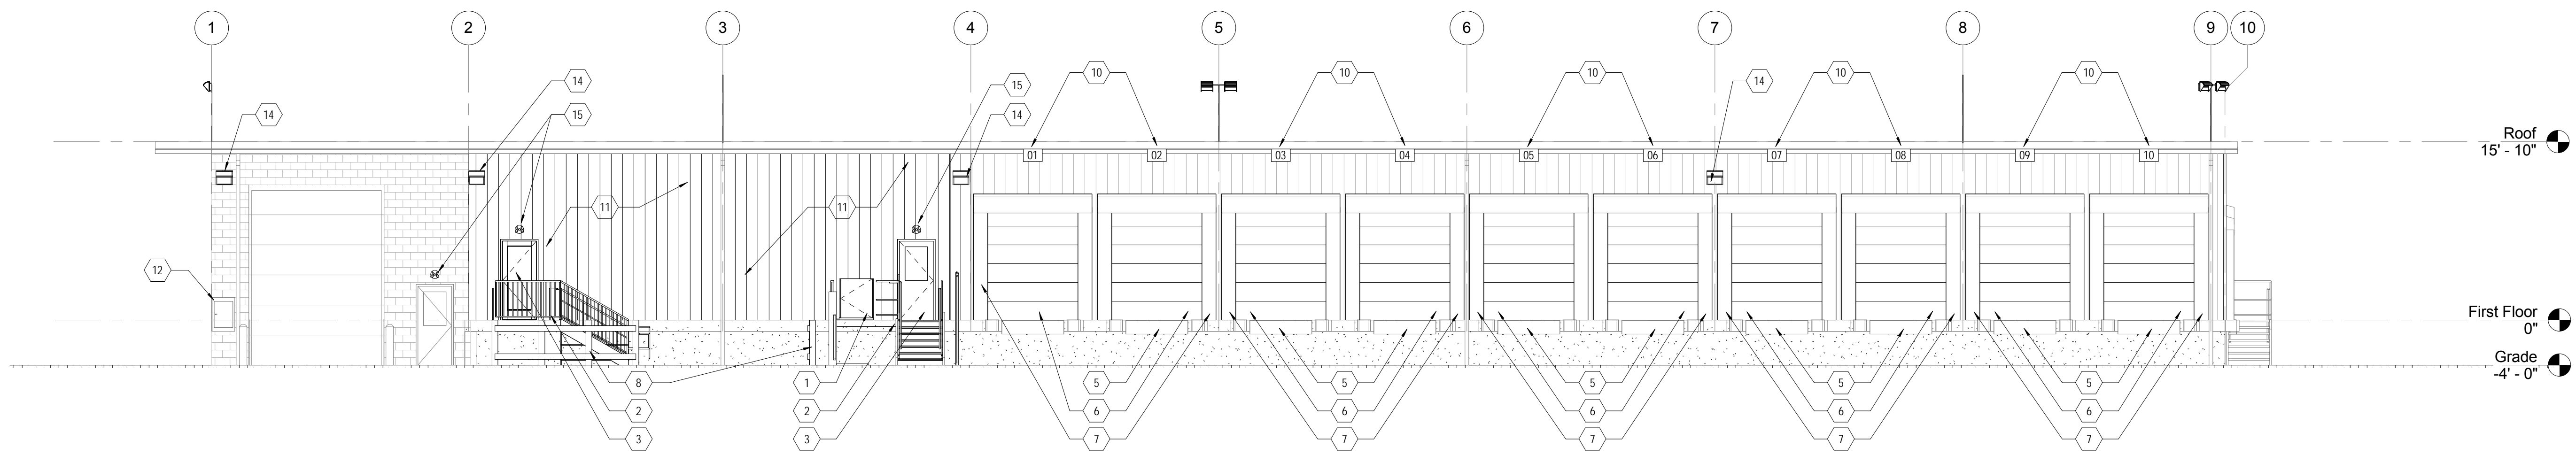 1 2 3 4 5 6 7 8 9 10
14 15 14 15 14 10 10 10 10 14 10
Roof
15' - 10"
01 02 03 04 05 06 07 08 09 10
11 11
12
First Floor
0"
Grade
-4' - 0"
8 1 5 5 5 5 5
2 2 6 6 6 6 6
3 3 7 7 7 7 7